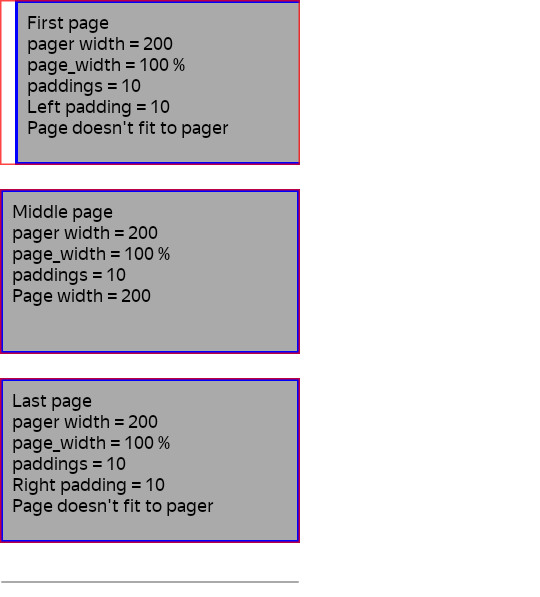 First page
pager width = 200
page_width = 100 %
paddings = 10
Left padding = 10
Page doesn't fit to pager
Middle page
pager width = 200
page_width = 100 %
paddings = 10
Page width = 200
Last page
pager width = 200
page_width = 100 %
paddings = 10
Right padding = 10
Page doesn't fit to pager